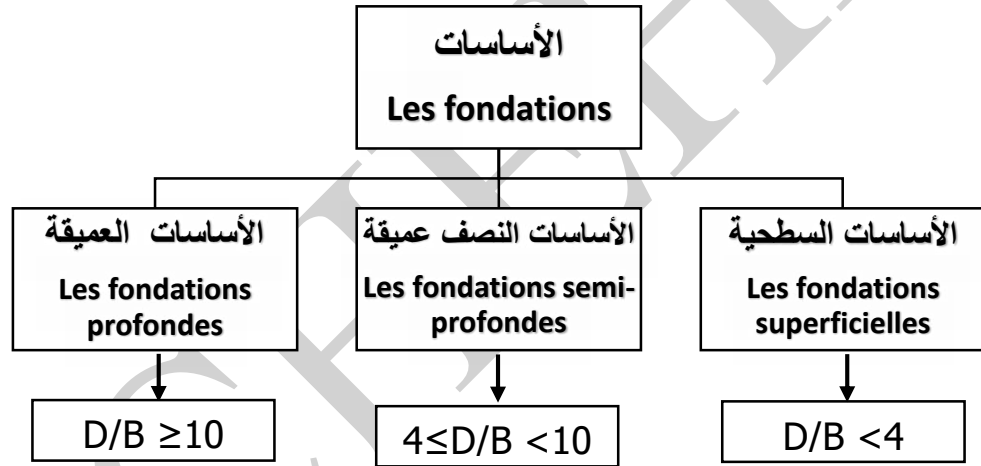 الأساسات
Les fondations
الأساسات العميقة
Les fondations
profondes
D/B ≥10
الأساسات النصف عميقة
Les fondations semi-
profondes
4≤D/B <10
الأساسات السطحية
Les fondations
superficielles
D/B <4